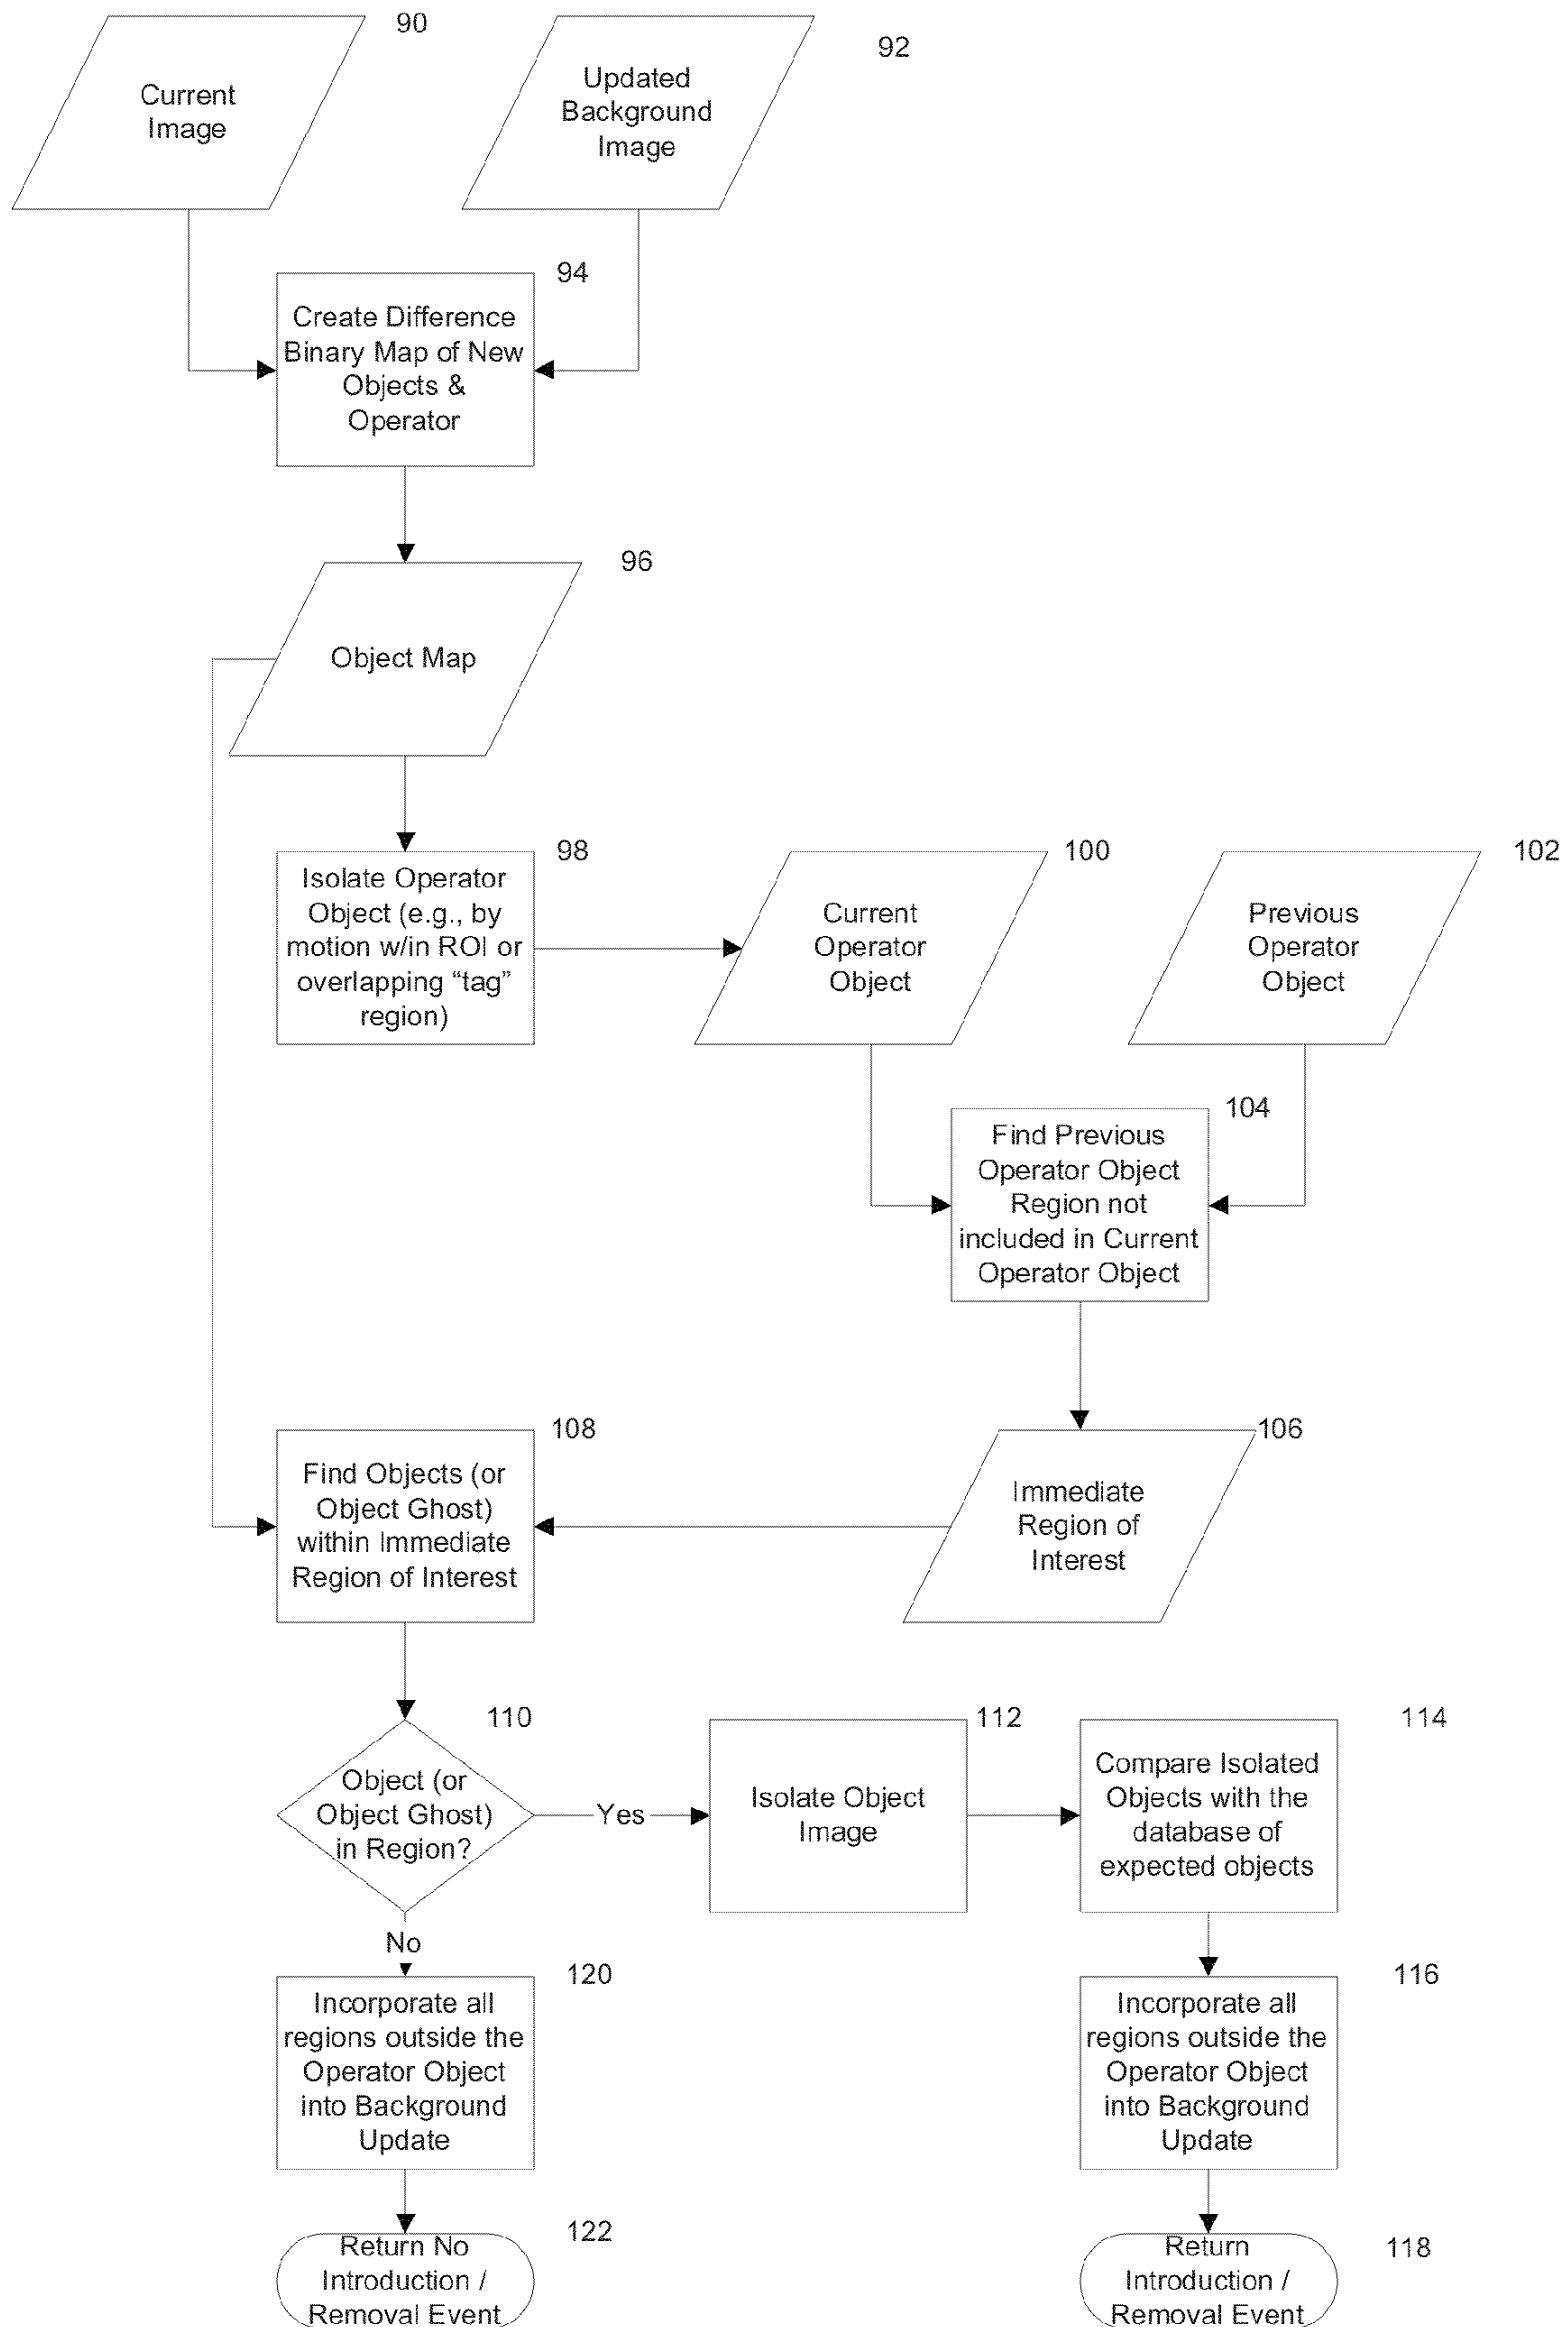 90
Current
Image
92
Updated
Background
Image
94
Create Difference
Binary Map of New
Objects &
Operator
96
Object Map
98
Isolate Operator
Object (e.g., by
motion w/in ROI or
overlapping “tag”
region)
100
Current
Operator
Object
102
Previous
Operator
Object
104
Find Previous
Operator Object
Region not
included in Current
Operator Object
106
Immediate
Region of
Interest
108
Find Objects (or
Object Ghost)
within Immediate
Region of Interest
110
Object (or
Object Ghost)
in Region?
Yes
112
Isolate Object
Image
114
Compare Isolated
Objects with the
database of
expected objects
No
120
Incorporate all
regions outside the
Operator Object
into Background
Update
116
Incorporate all
regions outside the
Operator Object
into Background
Update
122
Return No
Introduction /
Removal Event
118
Return
Introduction /
Removal Event